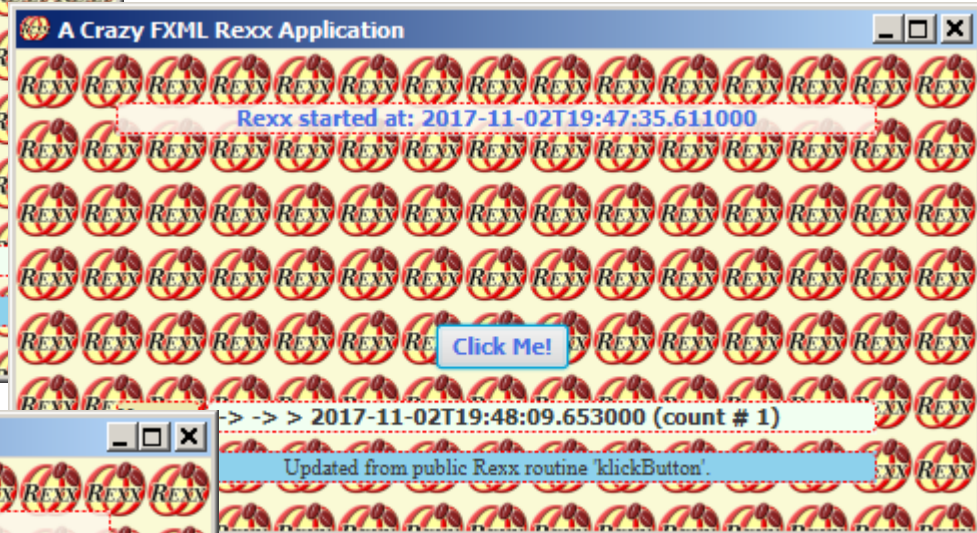 A Crazy FXML Rexx Application
Rexx started at: 2017-11-02T19:47:35.611000
Click Me!
-> -> > 2017-11-02T19:48:09.653000 (count # 1)
Updated from public Rexx routine 'klickButton'.
REXX